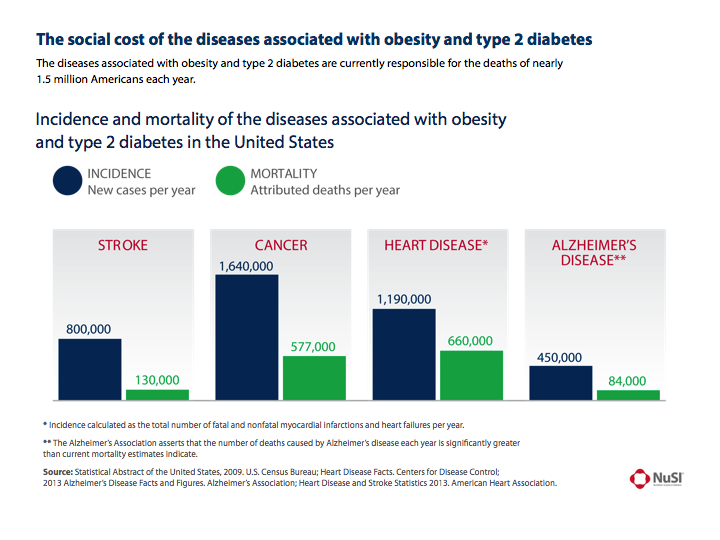 The social cost of the diseases associated with obesity and type 2 diabetes
The diseases associated with obesity and type 2 diabetes are currently responsible for the deaths of nearly
1.5 million Americans each year.
Incidence and mortality of the diseases associated with obesity
and type 2 diabetes in the United States
INCIDENCE
New cases per year
MORTALITY
Attributed deaths per year
STROKE
800,000
130,000
CANCER
1,640,000
577,000
HEART DISEASE*
1,190,000
660,000
ALZHEIMER'S
DISEASE**
450,000
84,000
* Incidence calculated as the total number of fatal and nonfatal myocardial infarctions and heart failures per year.
** The Alzheimer's Association asserts that the number of deaths caused by Alzheimer's disease each year is significantly greater
than current mortality estimates indicate.
Source: Statistical Abstract of the United States, 2009. U.S. Census Bureau; Heart Disease Facts. Centers for Disease Control;
2013 Alzheimer's Disease Facts and Figures. Alzheimer's Association; Heart Disease and Stroke Statistics 2013. American Heart Association.
NuSI